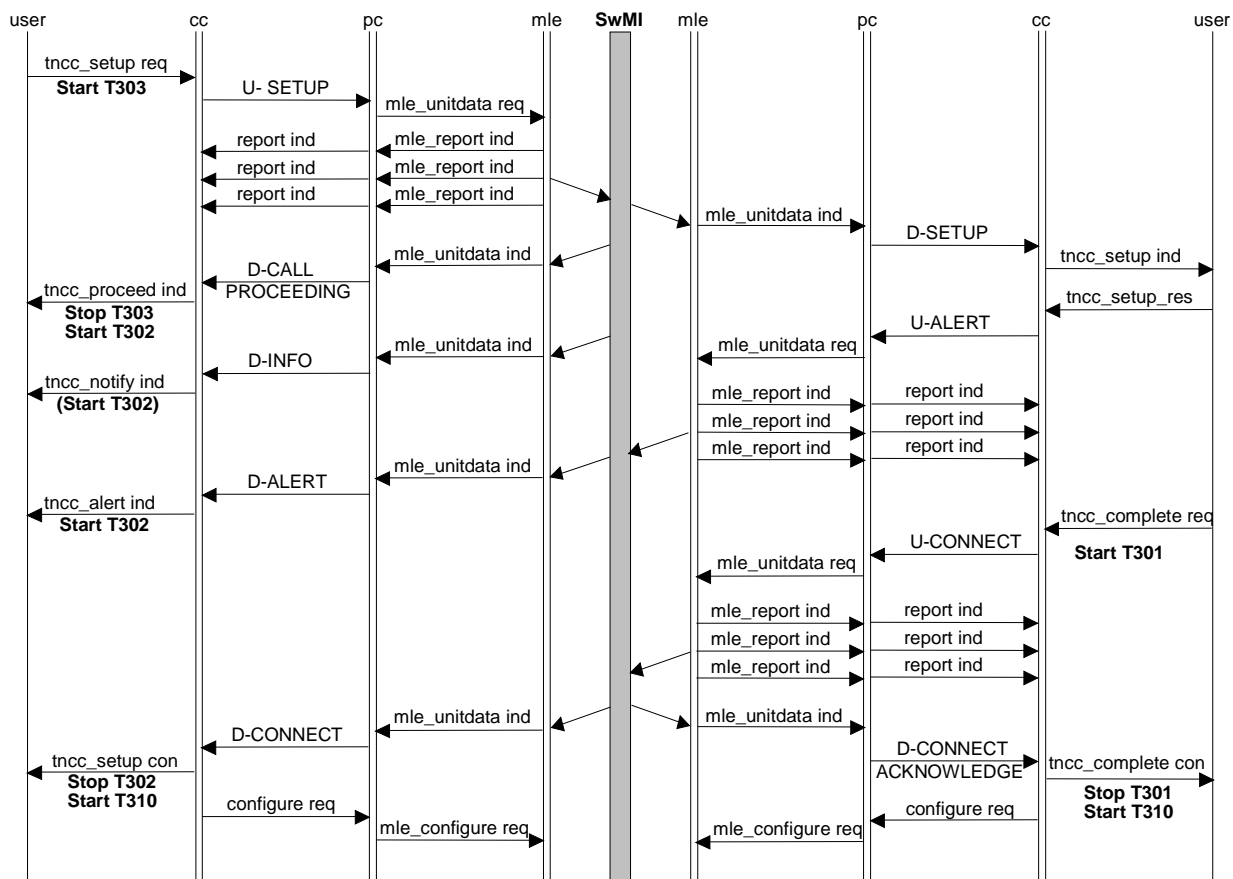 user cc pc mle SwMI mle pc cc user
tncc_setup req
Start T303
U- SETUP
mle_unitdata req
report ind mle_report ind
report ind mle_report ind
report ind mle_report ind
mle_unitdata ind
D-SETUP
tncc_setup ind
mle_unitdata ind
D-CALL
PROCEEDING
tncc_proceed ind
Stop T303
Start T302
tncc_setup_res
U-ALERT
mle_unitdata req
mle_unitdata ind
D-INFO
tncc_notify ind
(Start T302)
mle_report ind report ind
mle_report ind report ind
mle_report ind report ind
mle_unitdata ind
D-ALERT
tncc_alert ind
Start T302
tncc_complete req
Start T301
U-CONNECT
mle_unitdata req
mle_report ind report ind
mle_report ind report ind
mle_report ind report ind
mle_unitdata ind
mle_unitdata ind
D-CONNECT
tncc_setup con
Stop T302
Start T310
D-CONNECT
ACKNOWLEDGE
tncc_complete con
Stop T301
Start T310
configure req
mle_configure req
configure req
mle_configure req